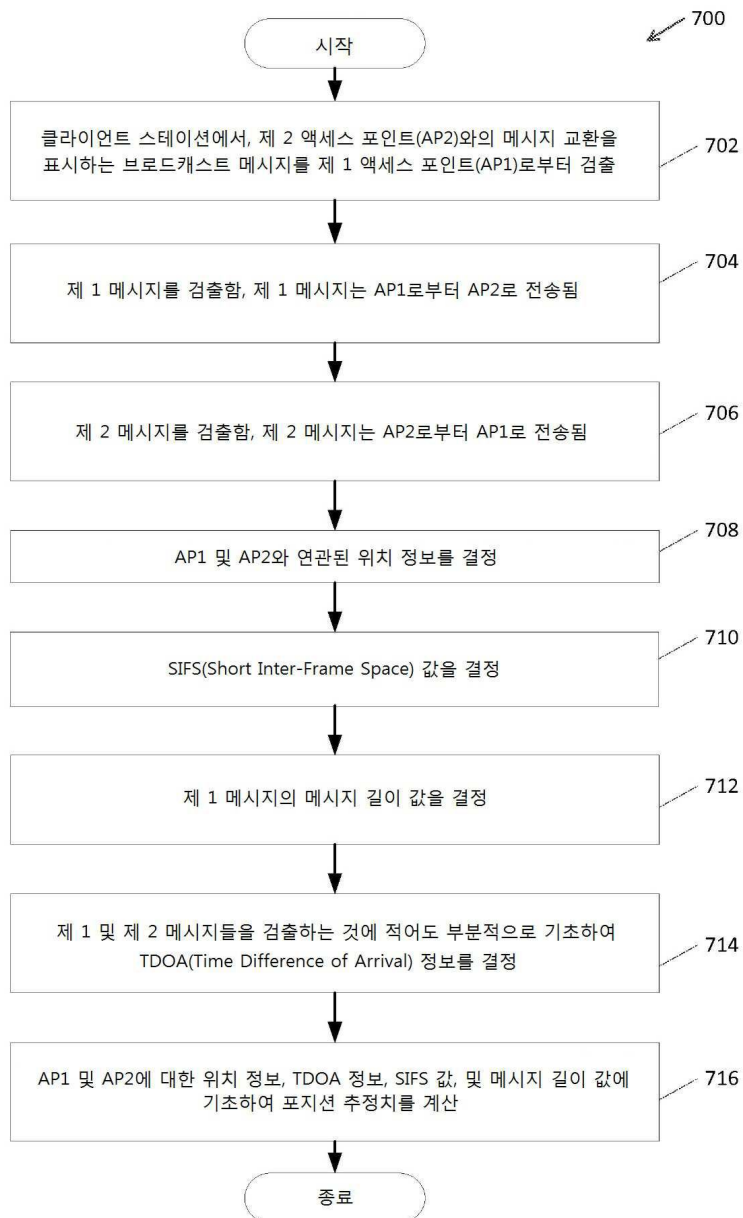 700
시작
클라이언트 스테이션에서, 제 2 액세스 포인트(AP2)와의 메시지 교환을
표시하는 브로드캐스트 메시지를 제 1 액세스 포인트(AP1)로부터 검출
702
제 1 메시지를 검출함, 제 1 메시지는 AP1로부터 AP2로 전송됨
704
제 2 메시지를 검출함, 제 2 메시지는 AP2로부터 AP1로 전송됨
706
AP1 및 AP2와 연관된 위치 정보를 결정
708
SIFS(Short Inter-Frame Space) 값을 결정
710
제 1 메시지의 메시지 길이 값을 결정
712
제 1 및 제 2 메시지들을 검출하는 것에 적어도 부분적으로 기초하여
TDOA(Time Difference of Arrival) 정보를 결정
714
AP1 및 AP2에 대한 위치 정보, TDOA 정보, SIFS 값, 및 메시지 길이 값에
기초하여 포지션 추정치를 계산
716
종료